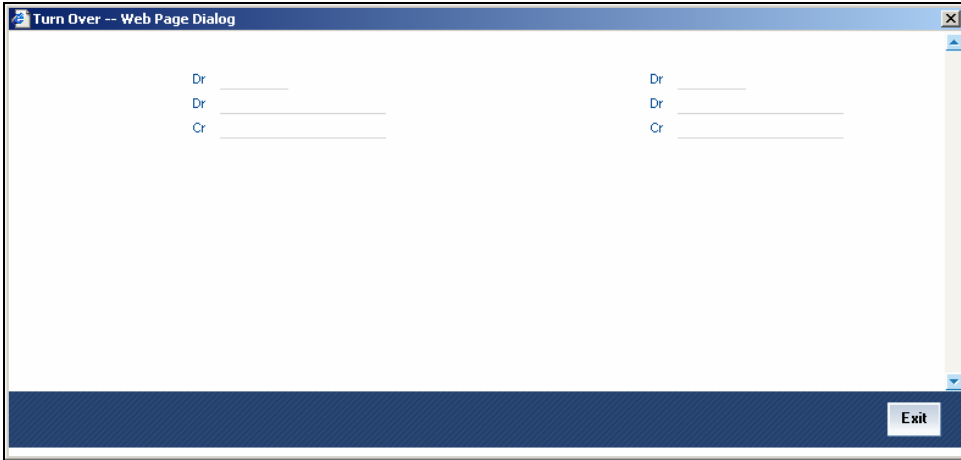 Turn Over -- Web Page Dialog
Dr Dr
Dr Dr
Cr Cr
Exit